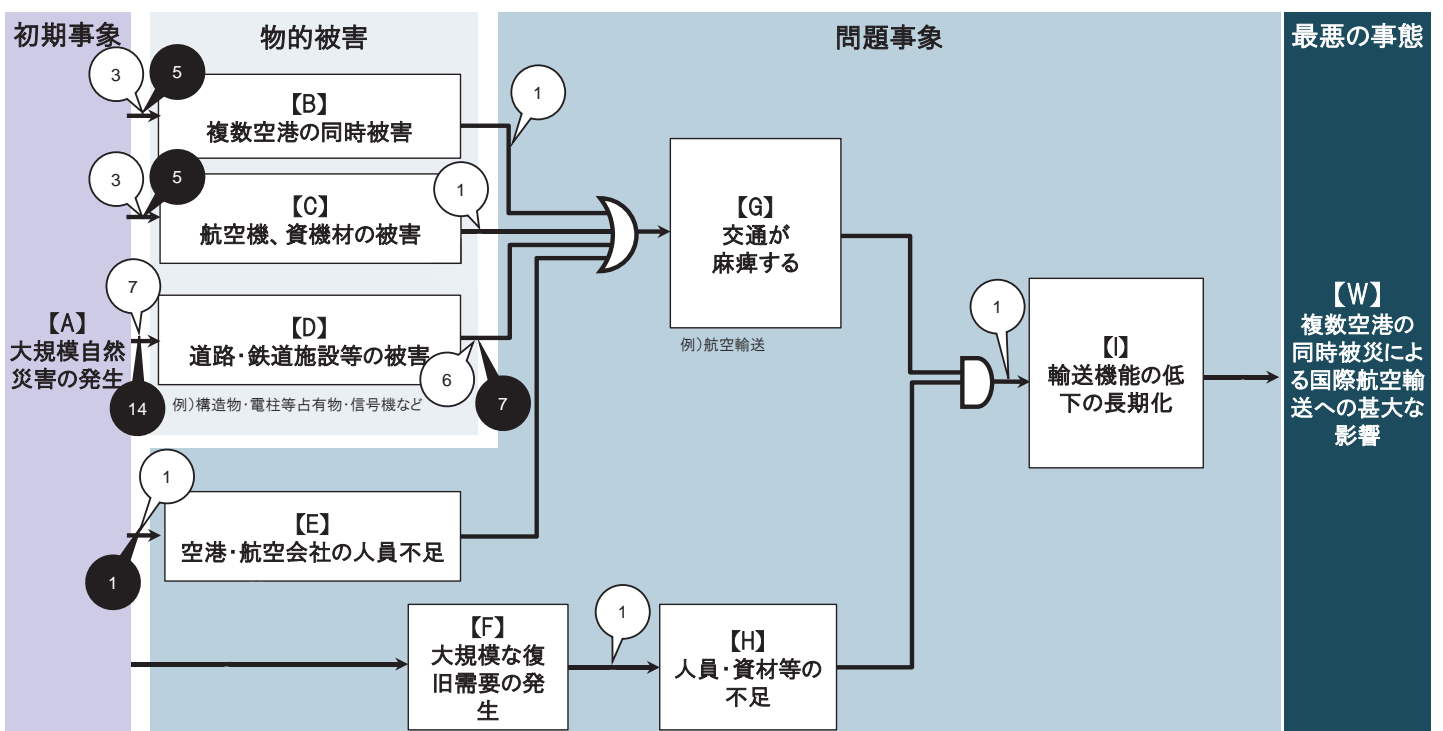 初期事象
物的被害
問題事象
最悪の事態
3
5
【B】
複数空港の同時被害
1
3
5
【C】
航空機、資機材の被害
1
【G】
交通が
麻痺する
例)航空輸送
7
14
【D】
道路・鉄道施設等の被害
例)構造物・電柱等占有物・信号機など
6
7
【A】
大規模自然
災害の発生
1
1
【E】
空港・航空会社の人員不足
【F】
大規模な復
旧需要の発
生
1
【H】
人員・資材等の
不足
1
【I】
輸送機能の低
下の長期化
【W】
複数空港の
同時被災によ
る国際航空輸
送への甚大な
影響